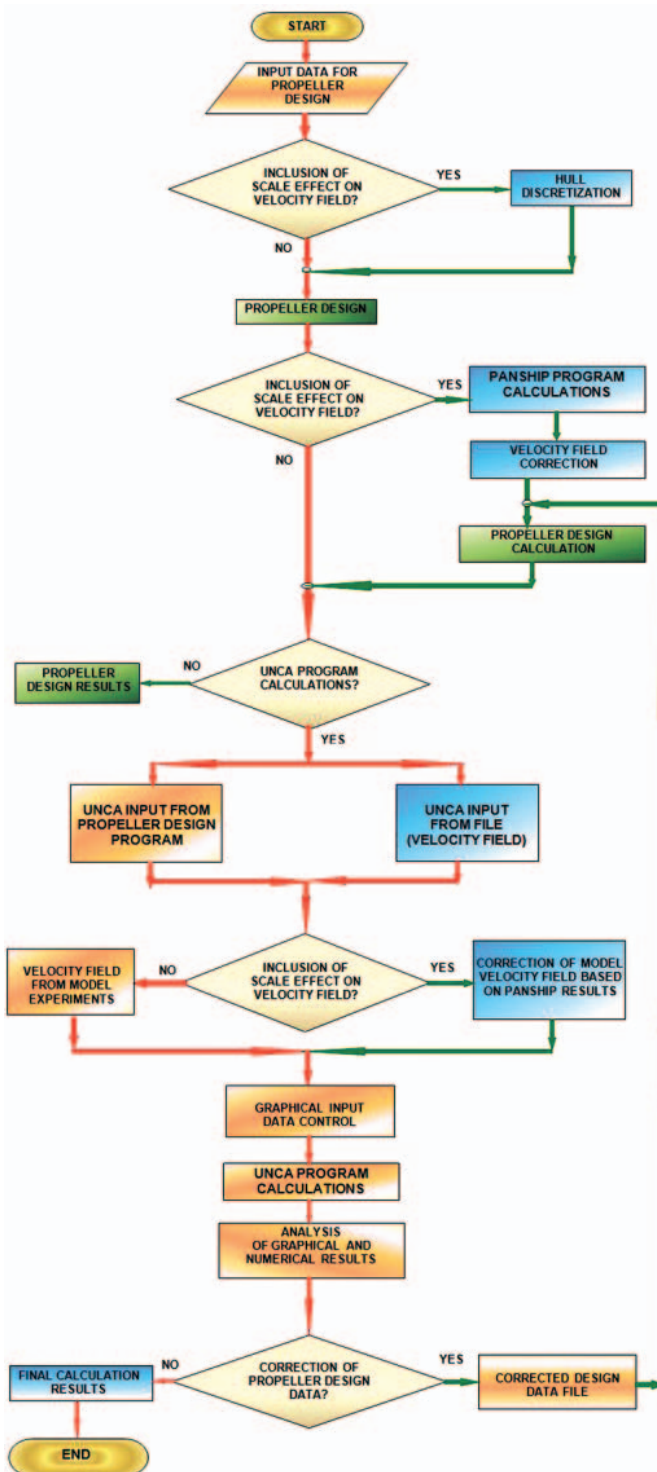 START
INPUT DATA FOR
PROPELLER
DESIGN
INCLUSION OF
SCALE EFFECT ON
VELOCITY FIELD?
YES
HULL
DISCRETIZATION
NO
PROPELLER DESIGN
INCLUSION OF
SCALE EFFECT ON
VELOCITY FIELD?
YES
PANSHIP PROGRAM
CALCULATIONS
NO
VELOCITY FIELD
CORRECTION
PROPELLER DESIGN
CALCULATION
UNCA PROGRAM
CALCULATIONS?
NO
PROPELLER
DESIGN RESULTS
YES
UNCA INPUT FROM
PROPELLER DESIGN
PROGRAM
UNCA INPUT
FROM FILE
(VELOCITY FIELD)
VELOCITY FIELD
FROM MODEL
EXPERIMENTS
NO
INCLUSION OF
SCALE EFFECT ON
VELOCITY FIELD?
YES
CORRECTION OF MODEL
VELOCITY FIELD BASED
ON PANSHIP RESULTS
GRAPHICAL INPUT
DATA CONTROL
UNCA PROGRAM
CALCULATIONS
ANALYSIS
OF GRAPHICAL AND
NUMERICAL RESULTS
FINAL CALCULATION
RESULTS
NO
CORRECTION OF
PROPELLER DESIGN
DATA?
YES
CORRECTED DESIGN
DATA FILE
END